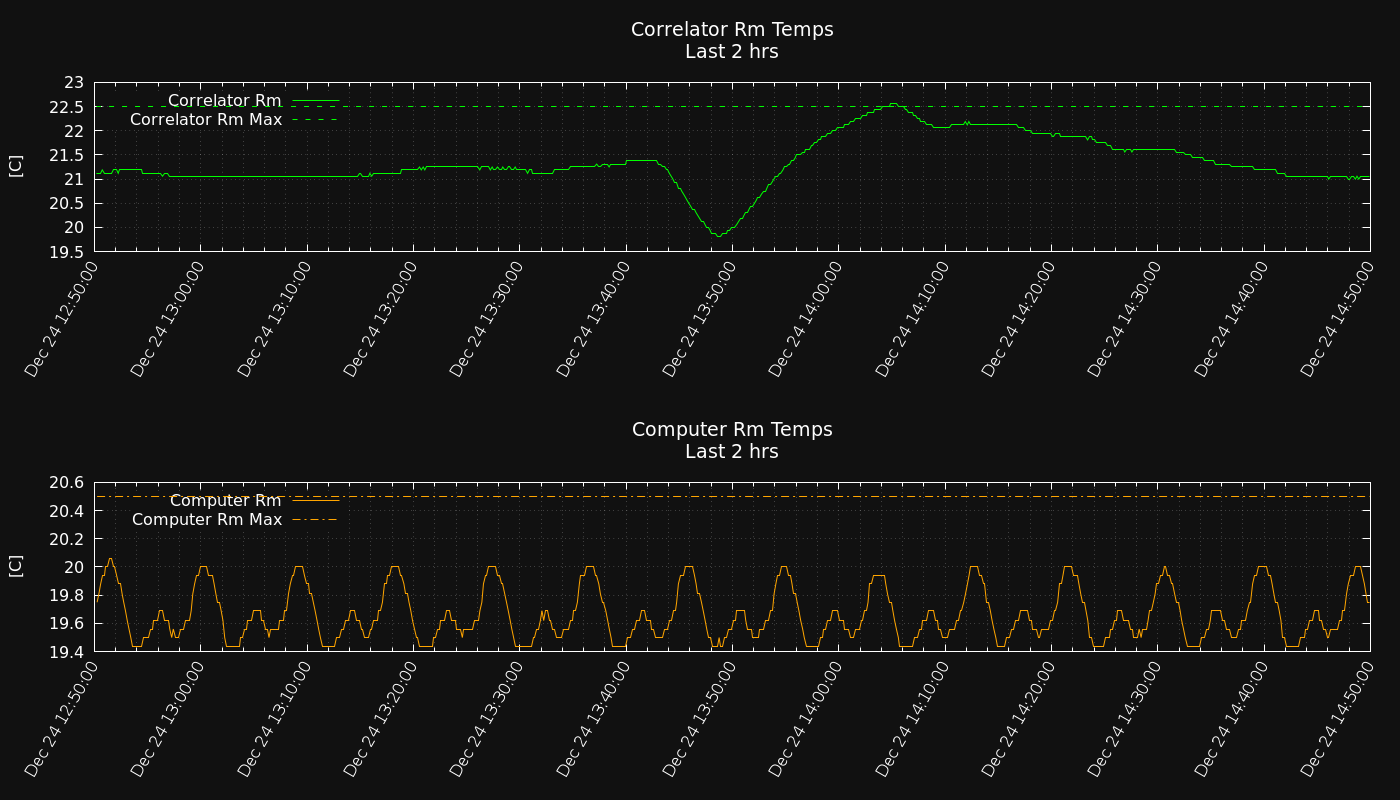 Correlator Rm Temps
Last 2 hrs
[C]
23
22.5
22
21.5
21
20.5
20
19.5
Correlator Rm
Correlator Rm Max
Dec 24 12:50:00
Dec 24 13:00:00
Dec 24 13:10:00
Dec 24 13:20:00
Dec 24 13:30:00
Dec 24 13:40:00
Dec 24 13:50:00
Dec 24 14:00:00
Dec 24 14:10:00
Dec 24 14:20:00
Dec 24 14:30:00
Dec 24 14:40:00
Dec 24 14:50:00
Computer Rm Temps
Last 2 hrs
[C]
20.6
20.4
20.2
20
19.8
19.6
19.4
Computer Rm
Computer Rm Max
Dec 24 12:50:00
Dec 24 13:00:00
Dec 24 13:10:00
Dec 24 13:20:00
Dec 24 13:30:00
Dec 24 13:40:00
Dec 24 13:50:00
Dec 24 14:00:00
Dec 24 14:10:00
Dec 24 14:20:00
Dec 24 14:30:00
Dec 24 14:40:00
Dec 24 14:50:00